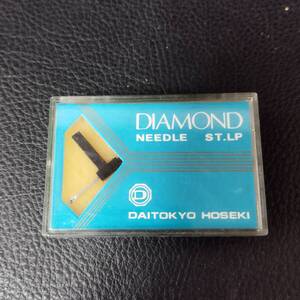 DIAMOND
NEEDLE ST.LP
D
DAITOKYO HOSEKI